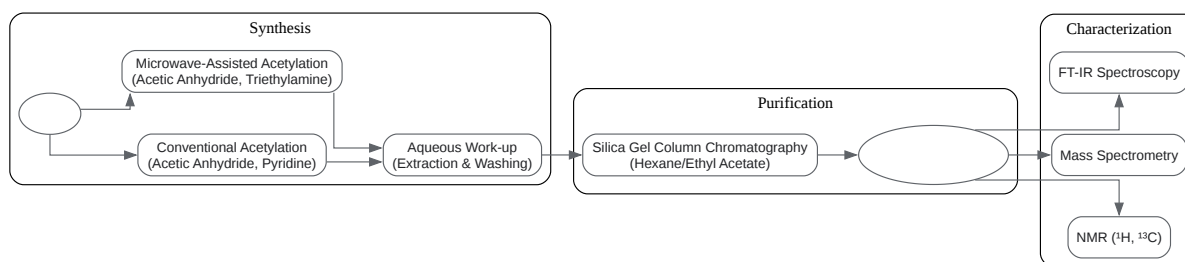 Synthesis
Microwave-Assisted Acetylation
(Acetic Anhydride, Triethylamine)
Conventional Acetylation
(Acetic Anhydride, Pyridine)
Aqueous Work-up
(Extraction & Washing)
Purification
Silica Gel Column Chromatography
(Hexane/Ethyl Acetate)
Characterization
FT-IR Spectroscopy
Mass Spectrometry
NMR (¹H, ¹³C)